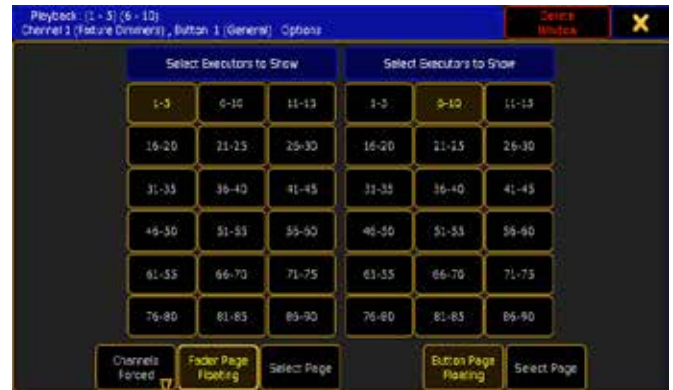 Playback: (1 - 5) (6 - 10)
Channel 1 (Fixture Dimmers) , Button 1 (General) Options
Delete
Window
Select Executors to Show
Select Executors to Show
1-5 6-10 11-15 1-5 6-10 11-15
16-20 21-25 26-30 16-20 21-25 26-30
31-35 36-40 41-45 31-35 36-40 41-45
46-50 51-55 56-60 46-50 51-55 56-60
61-65 66-70 71-75 61-65 66-70 71-75
76-80 81-85 86-90 76-80 81-85 86-90
Channels
Forced
Fader Page
Floating
Select Page
Button Page
Floating
Select Page